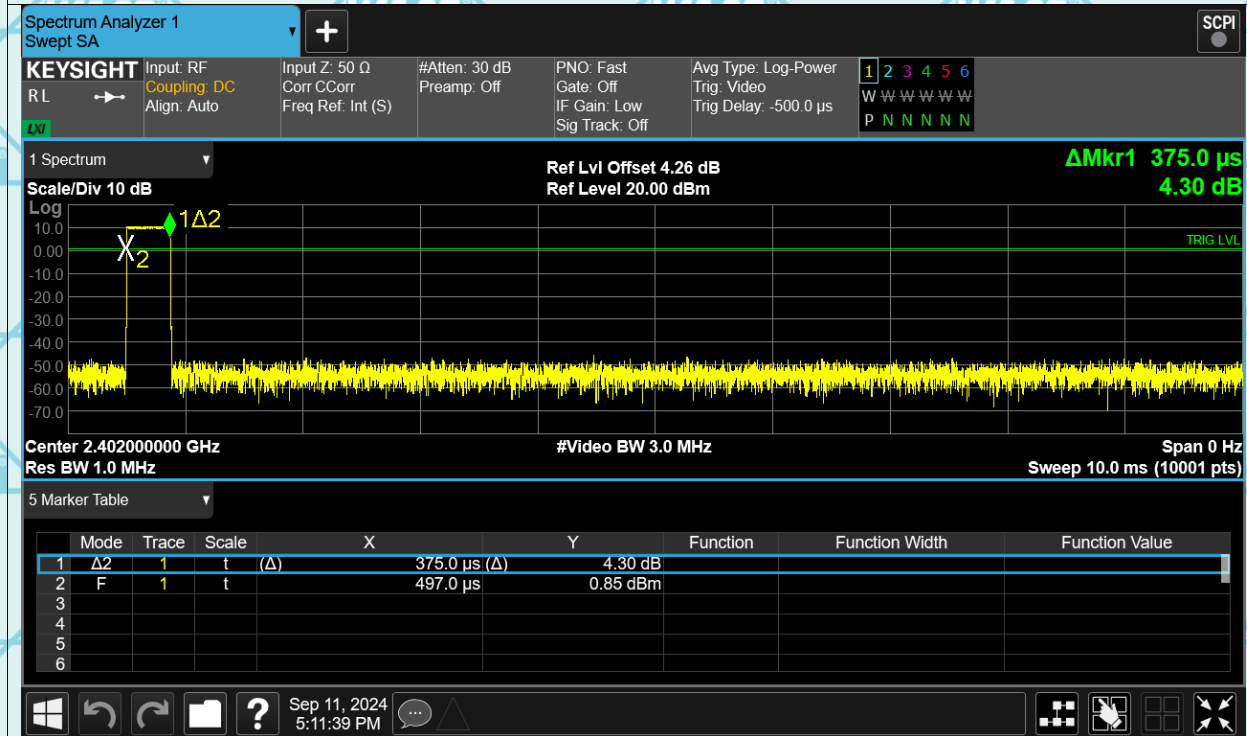 Spectrum Analyzer 1
Swept SA
+
SCPI
KEYSIGHT
RL
LXI
Input: RF
Coupling: DC
Align: Auto
Input Z: 50 Ω
Corr CCorr
Freq Ref: Int (S)
#Atten: 30 dB
Preamp: Off
PNO: Fast
Gate: Off
IF Gain: Low
Sig Track: Off
Avg Type: Log-Power
Trig: Video
Trig Delay: -500.0 µs
1 2 3 4 5 6
W W W W W W
P N N N N N
1 Spectrum
Scale/Div 10 dB
Ref Lvl Offset 4.26 dB
Ref Level 20.00 dBm
ΔMkr1 375.0 µs
4.30 dB
Log
10.0
0.00
-10.0
-20.0
-30.0
-40.0
-50.0
-60.0
-70.0
1Δ2
X2
TRIG LVL
Center 2.402000000 GHz
Res BW 1.0 MHz
#Video BW 3.0 MHz
Span 0 Hz
Sweep 10.0 ms (10001 pts)
5 Marker Table
Mode Trace Scale X Y Function Function Width Function Value
1 Δ2 1 t (Δ) 375.0 µs (Δ) 4.30 dB
2 F 1 t 497.0 µs 0.85 dBm
3
4
5
6
?
Sep 11, 2024
5:11:39 PM